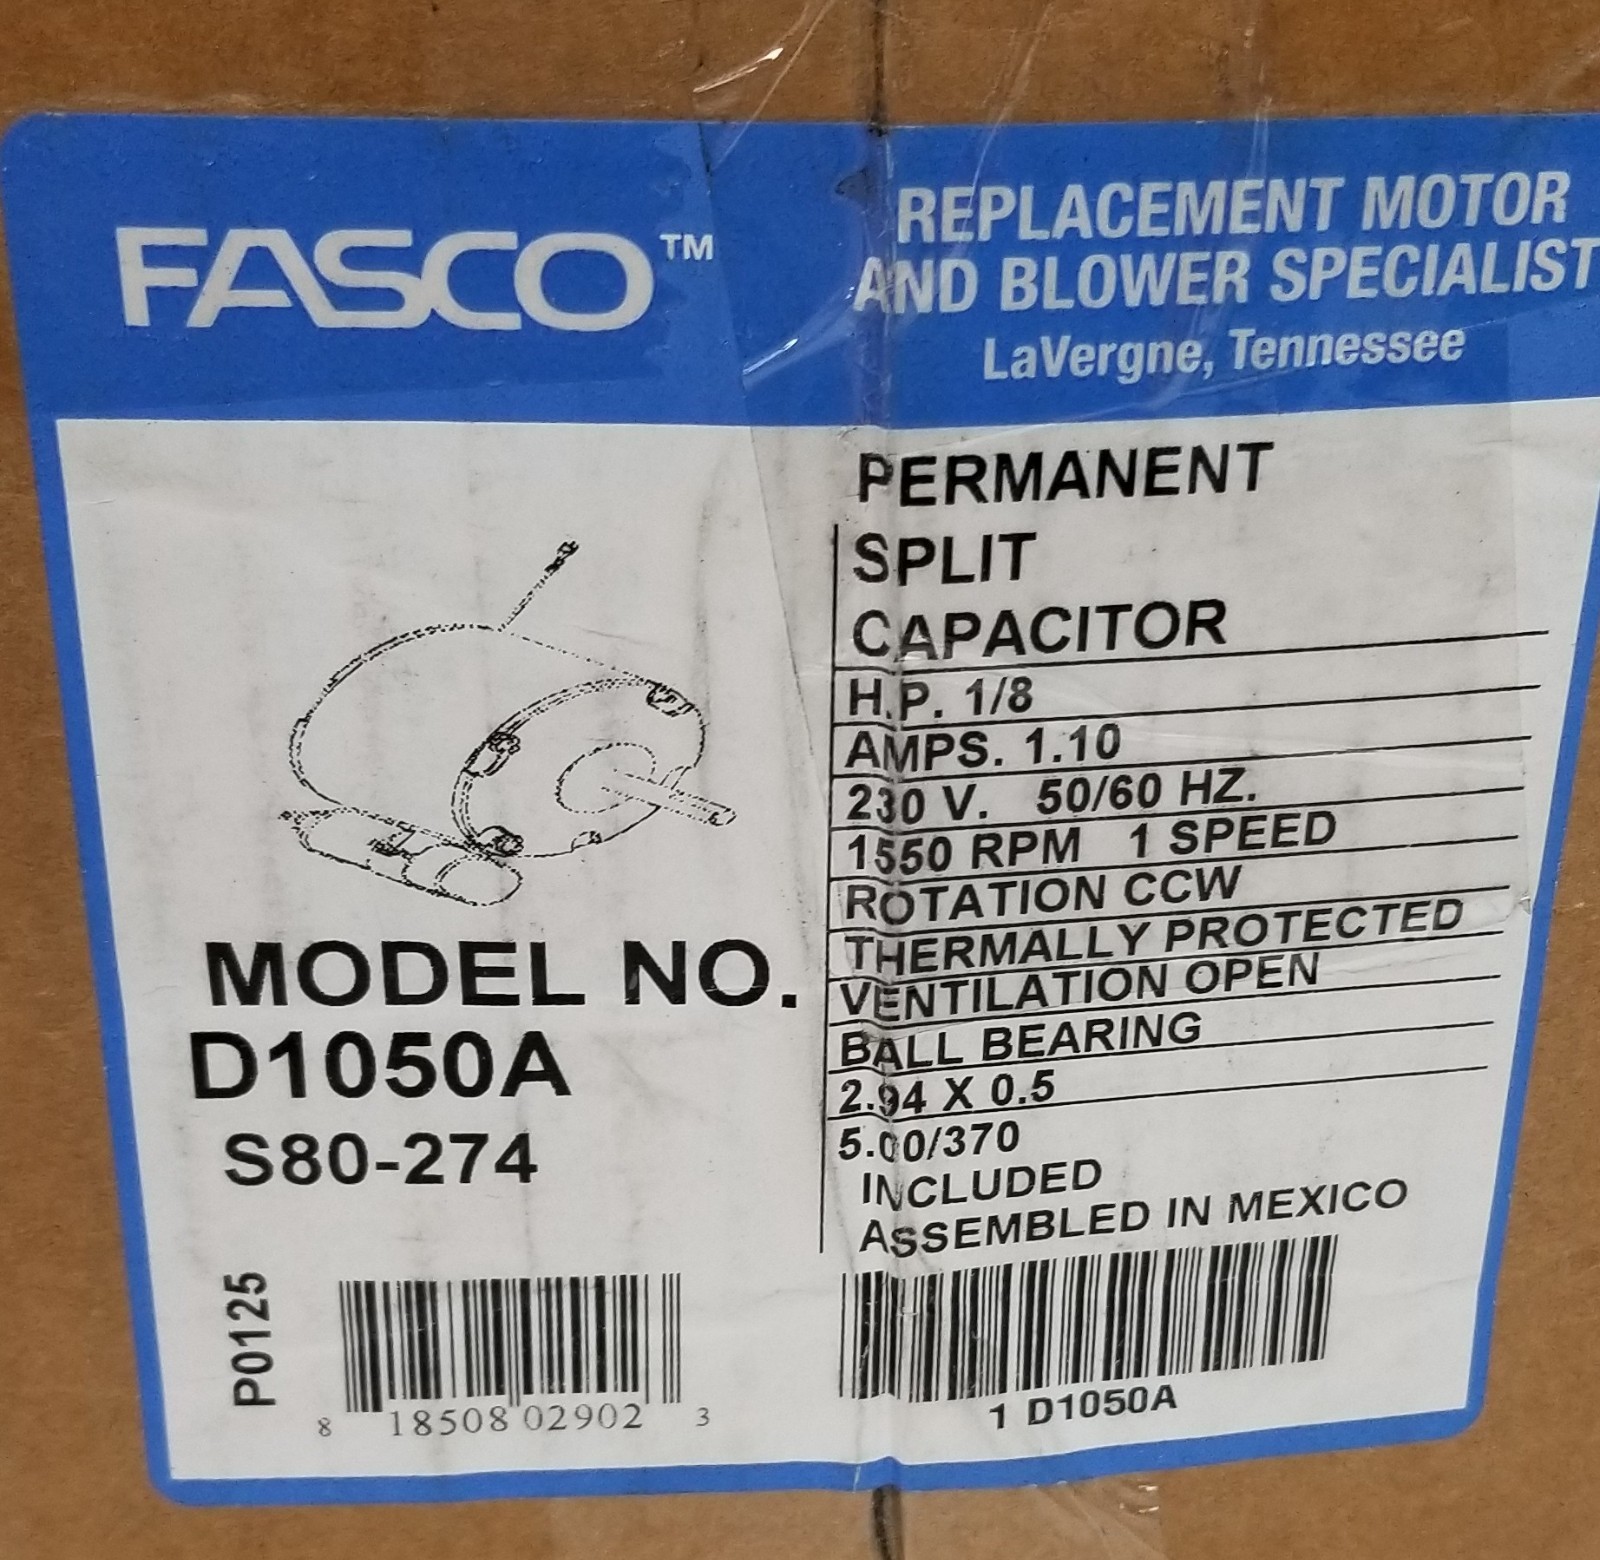 FASCO™
REPLACEMENT MOTOR
AND BLOWER SPECIALIST
LaVergne, Tennessee
PERMANENT
SPLIT
CAPACITOR
H.P. 1/8
AMPS. 1.10
230 V. 50/60 HZ.
1550 RPM 1 SPEED
ROTATION CCW
THERMALLY PROTECTED
VENTILATION OPEN
BALL BEARING
2.94 X 0.5
5.00/370
INCLUDED
ASSEMBLED IN MEXICO
MODEL NO.
D1050A
S80-274
P0125
8 18508 02902 3
1 D1050A